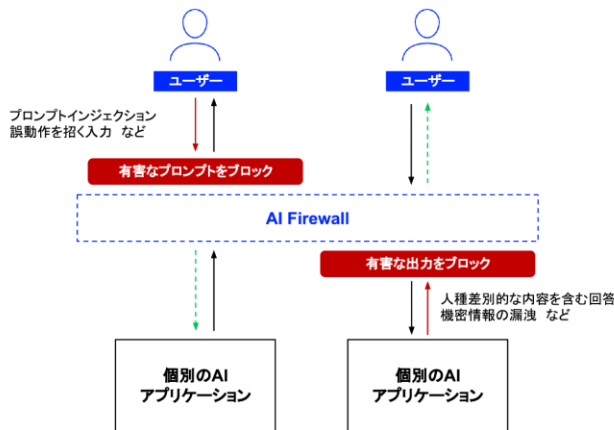 ユーザー
ユーザー
プロンプトインジェクション
誤動作を招く入力 など
有害なプロンプトをブロック
AI Firewall
有害な出力をブロック
人種差別的な内容を含む回答
機密情報の漏洩 など
個別のAI
アプリケーション
個別のAI
アプリケーション